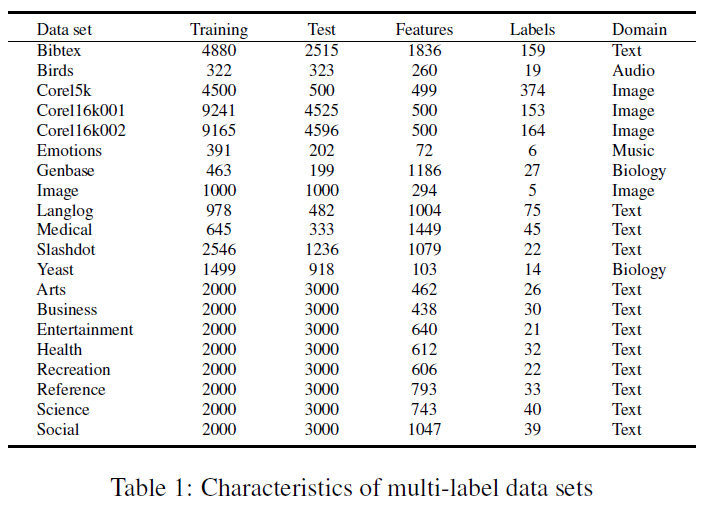 Data set Training Test Features Labels Domain
Bibtex 4880 2515 1836 159 Text
Birds 322 323 260 19 Audio
Corel5k 4500 500 499 374 Image
Corel16k001 9241 4525 500 153 Image
Corel16k002 9165 4596 500 164 Image
Emotions 391 202 72 6 Music
Genbase 463 199 1186 27 Biology
Image 1000 1000 294 5 Image
Langlog 978 482 1004 75 Text
Medical 645 333 1449 45 Text
Slashdot 2546 1236 1079 22 Text
Yeast 1499 918 103 14 Biology
Arts 2000 3000 462 26 Text
Business 2000 3000 438 30 Text
Entertainment 2000 3000 640 21 Text
Health 2000 3000 612 32 Text
Recreation 2000 3000 606 22 Text
Reference 2000 3000 793 33 Text
Science 2000 3000 743 40 Text
Social 2000 3000 1047 39 Text
Table 1: Characteristics of multi-label data sets